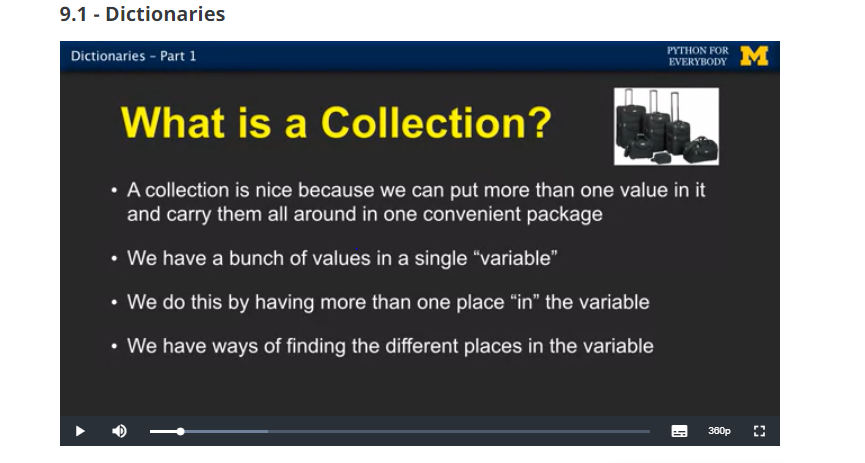 9.1 - Dictionaries
Dictionaries – Part 1
PYTHON FOR
EVERYBODY
M
What is a Collection?
• A collection is nice because we can put more than one value in it
and carry them all around in one convenient package
• We have a bunch of values in a single “variable”
• We do this by having more than one place “in” the variable
• We have ways of finding the different places in the variable
360p